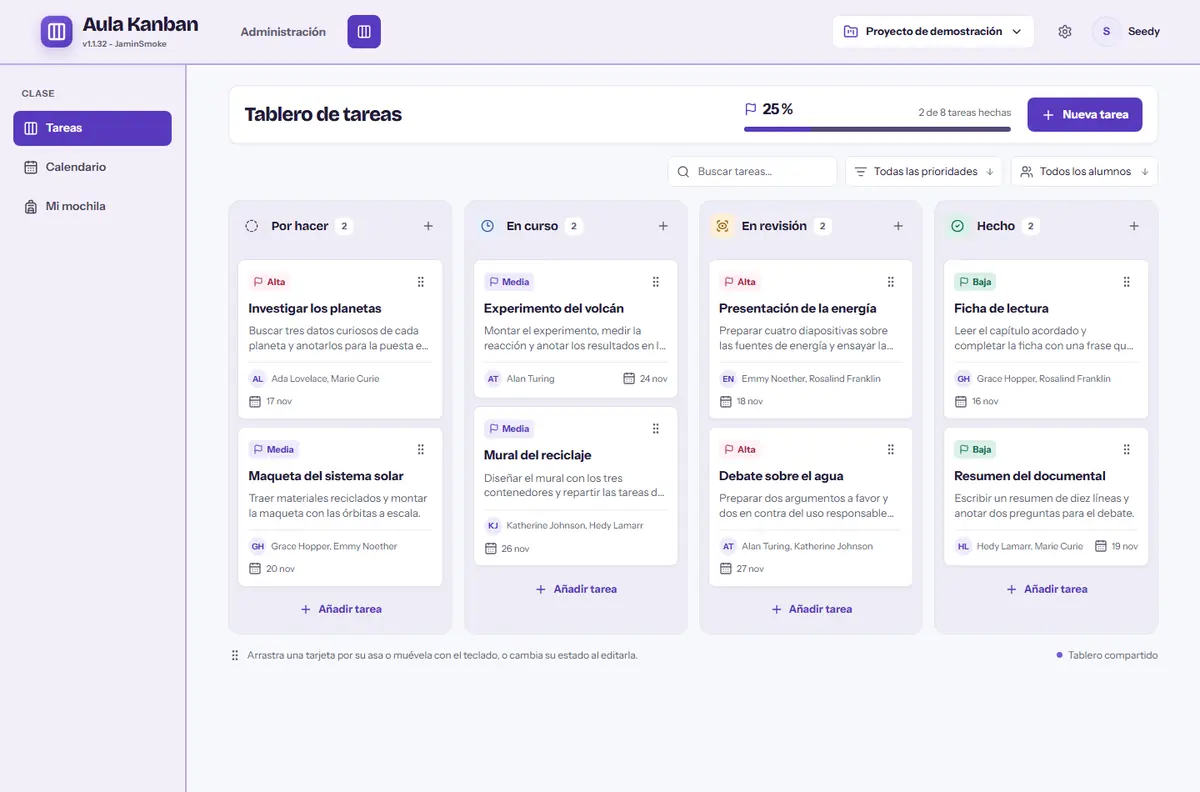 Aula Kanban
v1.1.32 - JaminSmoke
Administración
Proyecto de demostración
S
Seedy
CLASE
Tareas
Calendario
Mi mochila
Tablero de tareas
25%
2 de 8 tareas hechas
Nueva tarea
Buscar tareas...
Todas las prioridades
Todos los alumnos
Por hacer 2
Alta
Investigar los planetas
Buscar tres datos curiosos de cada
planeta y anotarlos para la puesta e...
AL Ada Lovelace, Marie Curie
17 nov
Media
Maqueta del sistema solar
Traer materiales reciclados y montar
la maqueta con las órbitas a escala.
GH Grace Hopper, Emmy Noether
20 nov
Añadir tarea
En curso 2
Media
Experimento del volcán
Montar el experimento, medir la
reacción y anotar los resultados en l...
AT Alan Turing 24 nov
Media
Mural del reciclaje
Diseñar el mural con los tres
contenedores y repartir las tareas d...
KJ Katherine Johnson, Hedy Lamarr
26 nov
Añadir tarea
En revisión 2
Alta
Presentación de la energía
Preparar cuatro diapositivas sobre
las fuentes de energía y ensayar la...
EN Emmy Noether, Rosalind Franklin
18 nov
Alta
Debate sobre el agua
Preparar dos argumentos a favor y
dos en contra del uso responsable...
AT Alan Turing, Katherine Johnson
27 nov
Añadir tarea
Hecho 2
Baja
Ficha de lectura
Leer el capítulo acordado y
completar la ficha con una frase qu...
GH Grace Hopper, Rosalind Franklin
16 nov
Baja
Resumen del documental
Escribir un resumen de diez líneas y
anotar dos preguntas para el debate.
HL Hedy Lamarr, Marie Curie 19 nov
Añadir tarea
Arrastra una tarjeta por su asa o muévela con el teclado, o cambia su estado al editarla.
Tablero compartido